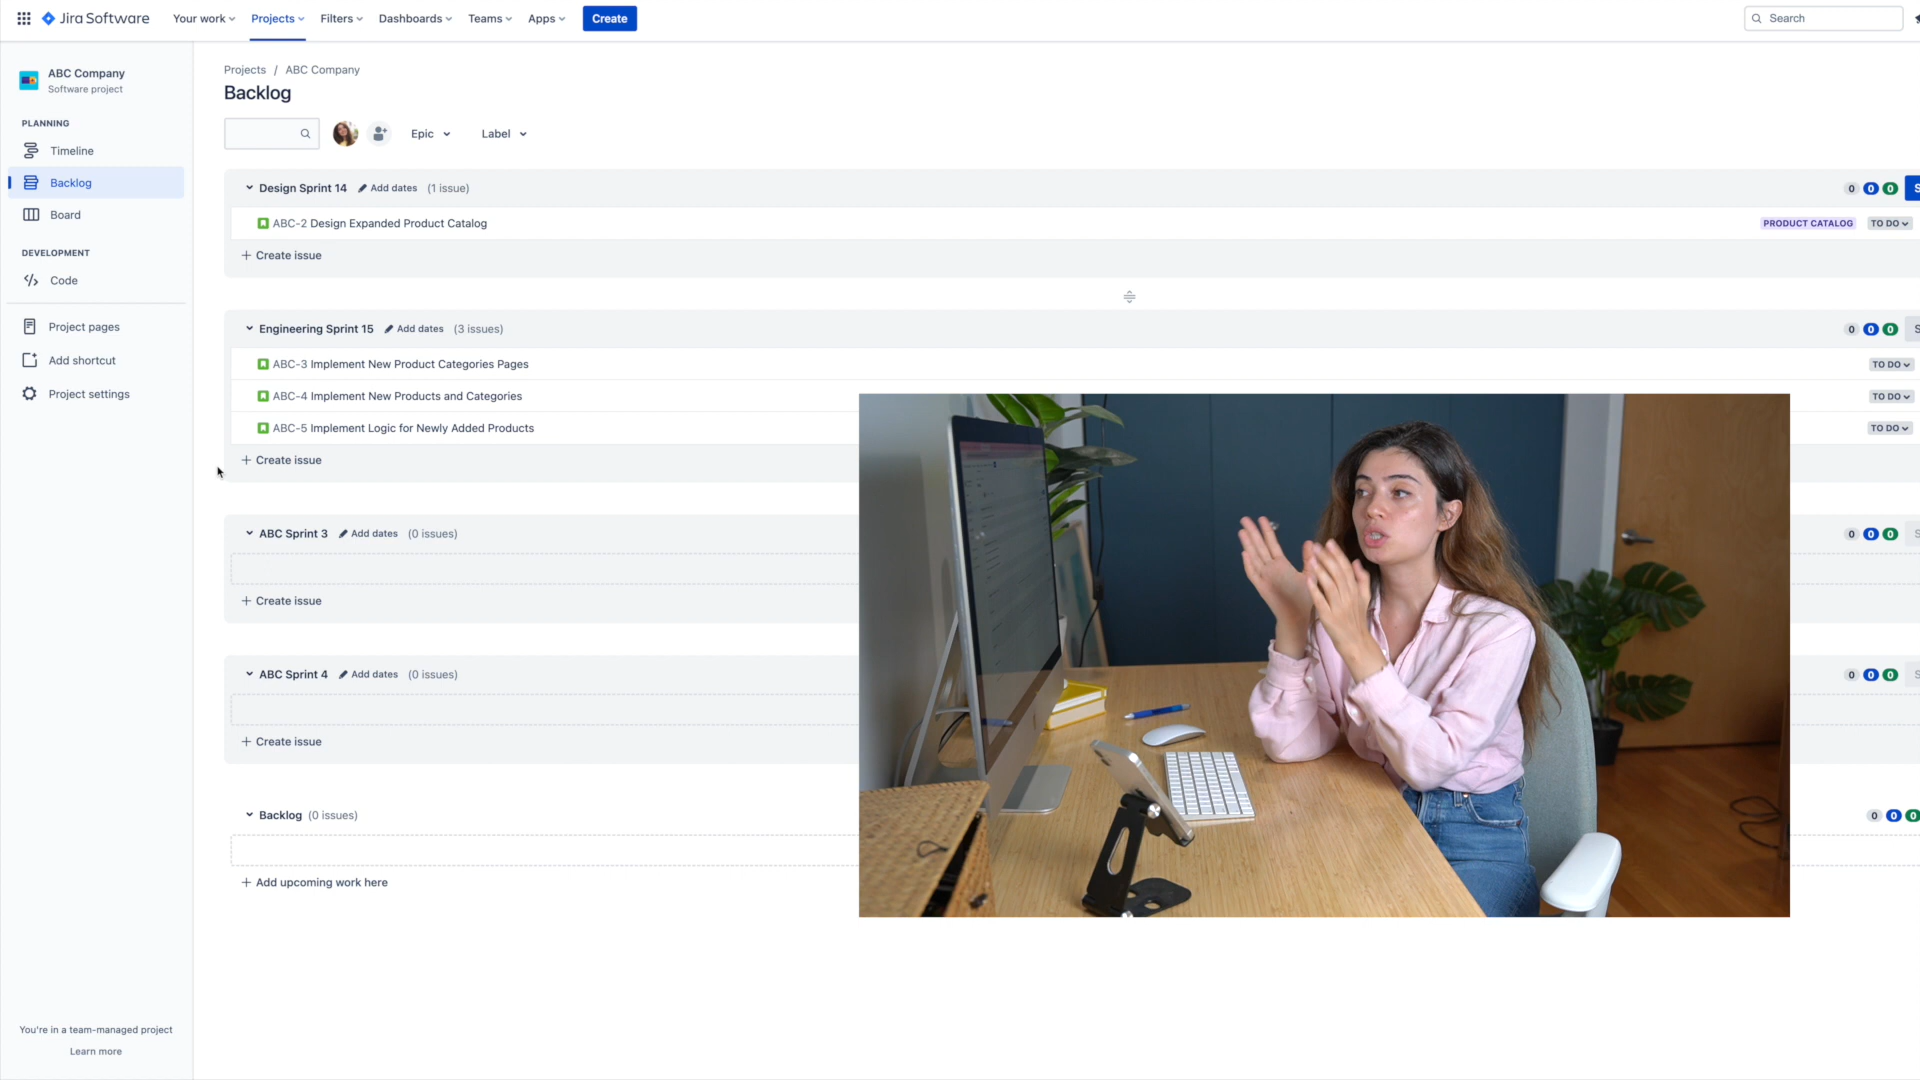 Jira Software Your work Projects Filters Dashboards Teams Apps Create Search
ABC Company
Software project
PLANNING
Timeline
Backlog
Board
DEVELOPMENT
Code
Project pages
Add shortcut
Project settings
You're in a team-managed project
Learn more
Projects / ABC Company
Backlog
Epic Label
Design Sprint 14 Add dates (1 issue) 0 0 0 S
ABC-2 Design Expanded Product Catalog PRODUCT CATALOG TO DO
+ Create issue
Engineering Sprint 15 Add dates (3 issues) 0 0 0 S
ABC-3 Implement New Product Categories Pages TO DO
ABC-4 Implement New Products and Categories TO DO
ABC-5 Implement Logic for Newly Added Products TO DO
+ Create issue
ABC Sprint 3 Add dates (0 issues) 0 0 0 S
+ Create issue
ABC Sprint 4 Add dates (0 issues) 0 0 0 S
+ Create issue
Backlog (0 issues) 0 0 0
+ Add upcoming work here